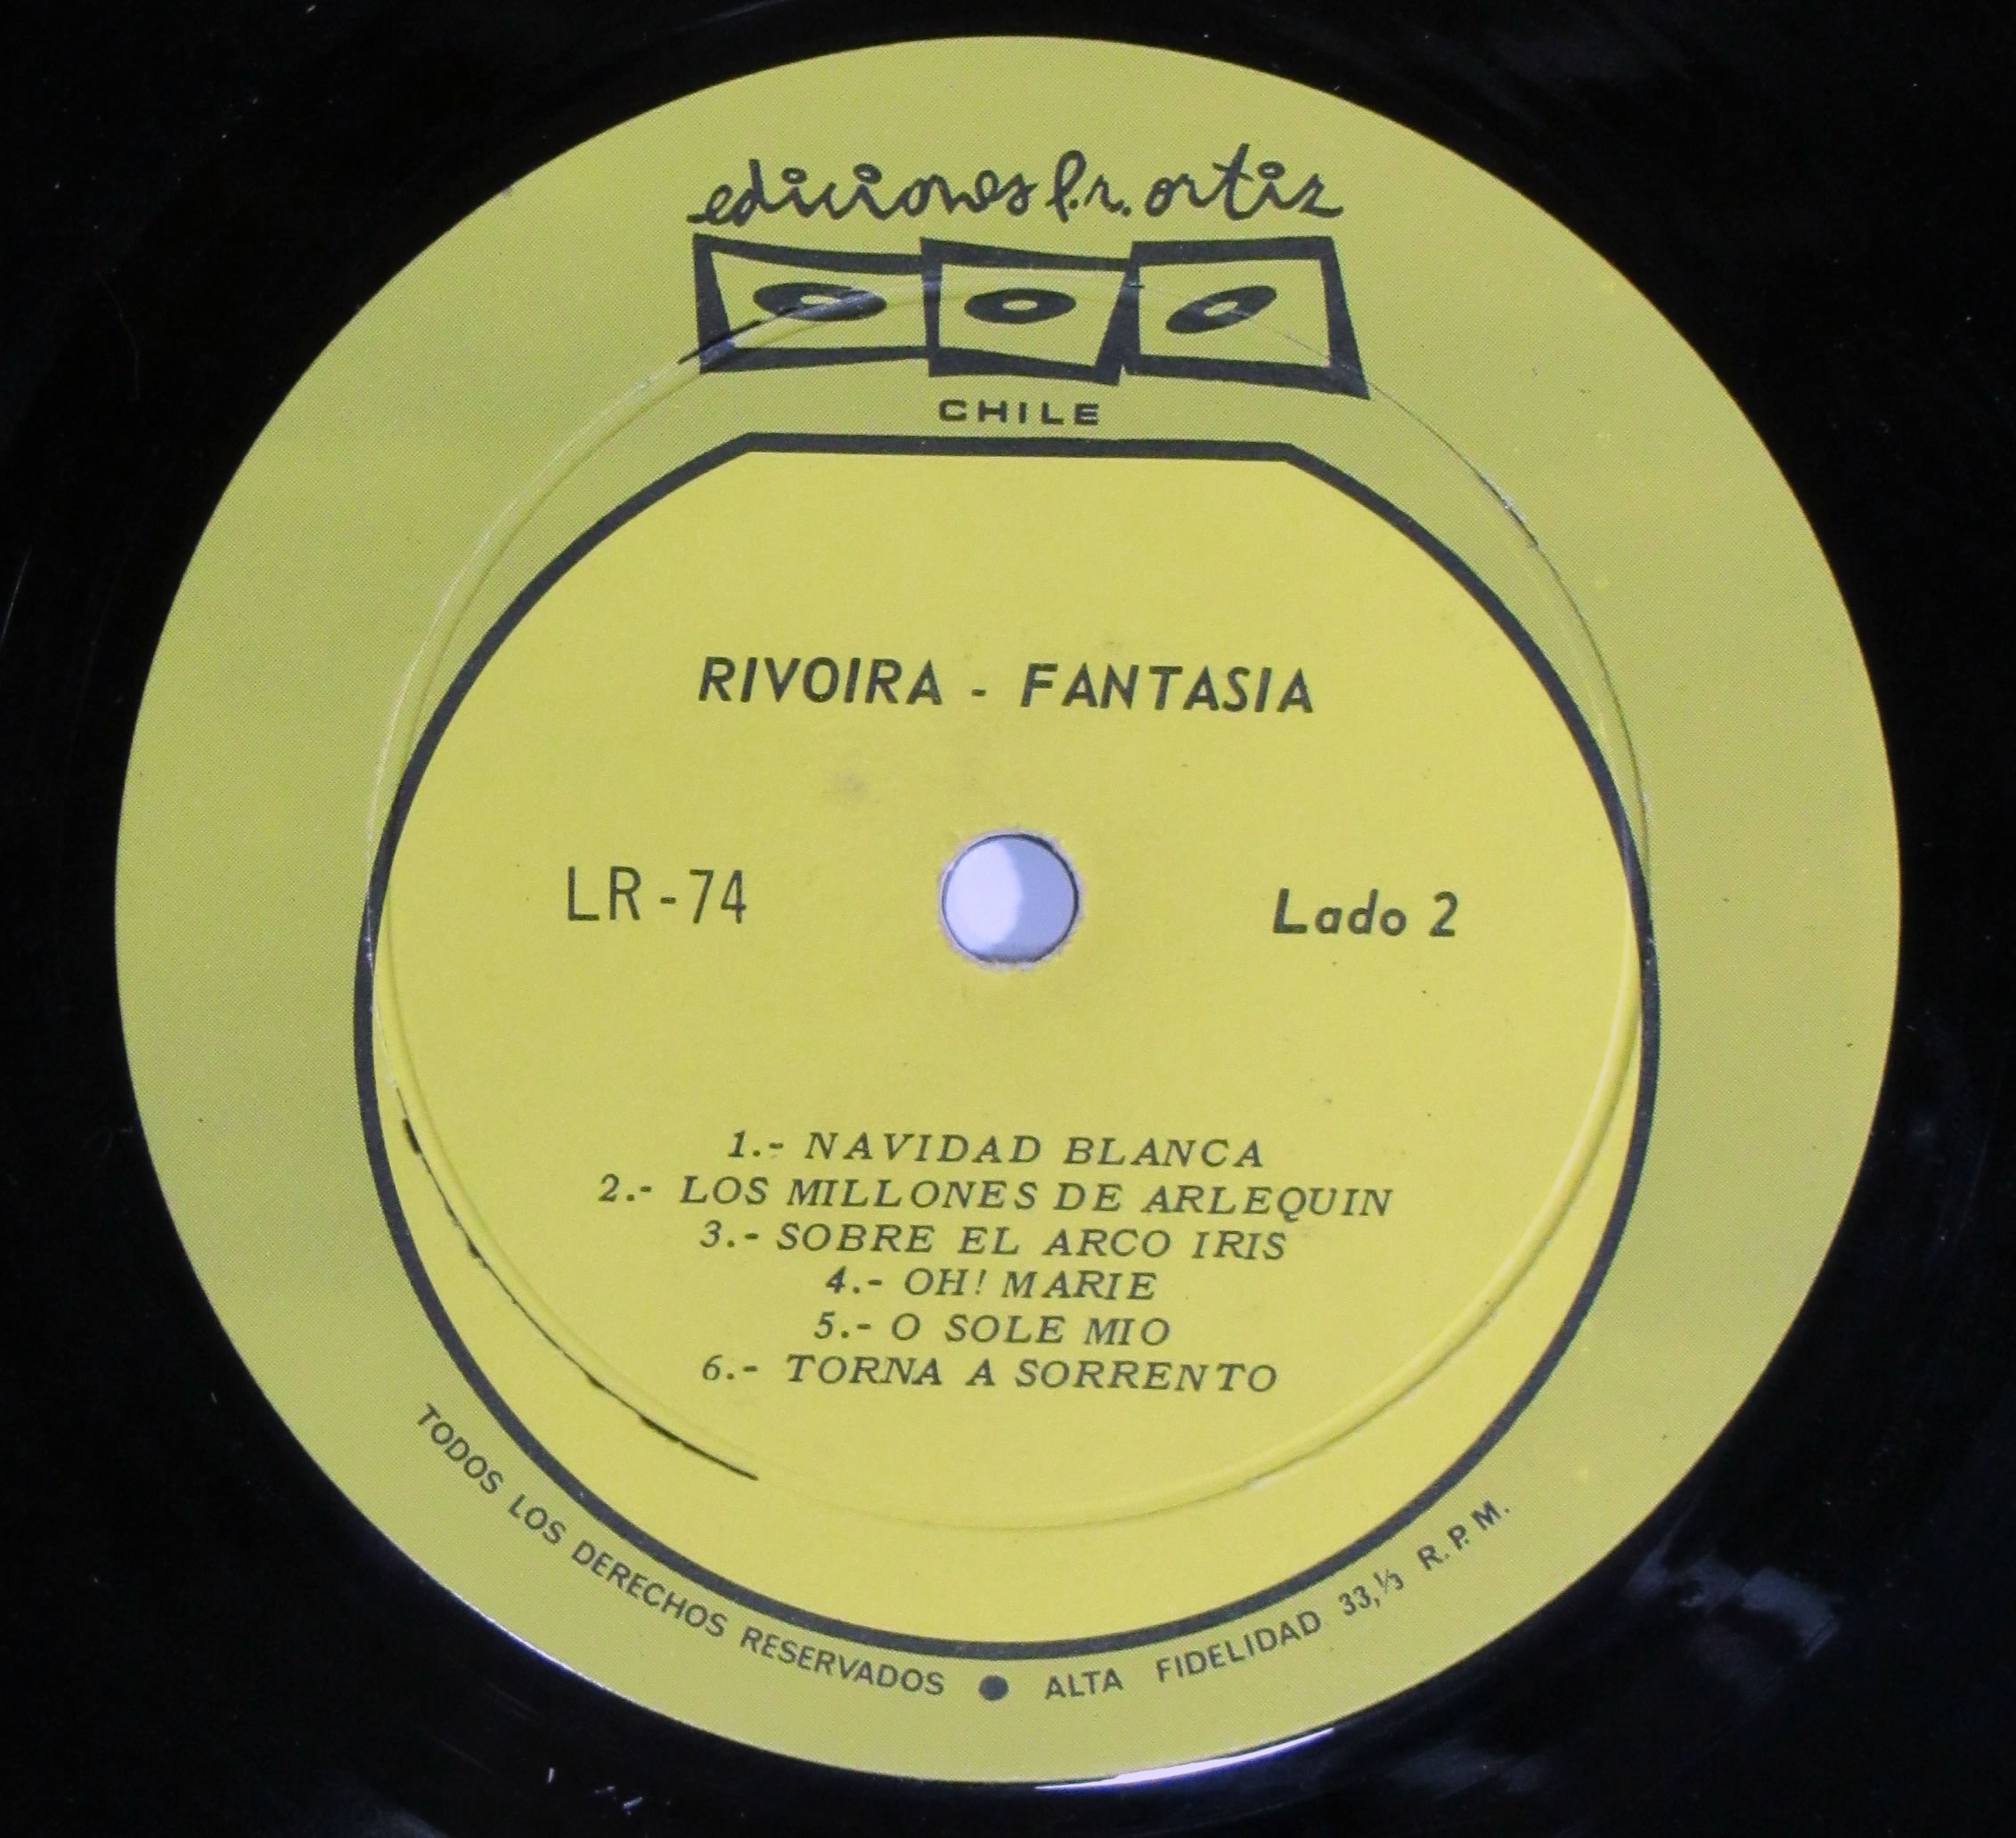 ediciones l.r. ortiz
CHILE
RIVOIRA - FANTASIA
LR-74
Lado 2
1.- NAVIDAD BLANCA
2.- LOS MILLONES DE ARLEQUIN
3.- SOBRE EL ARCO IRIS
4.- OH! MARIE
5.- O SOLE MIO
6.- TORNA A SORRENTO
TODOS LOS DERECHOS RESERVADOS ● ALTA FIDELIDAD 33,⅓ R.P.M.